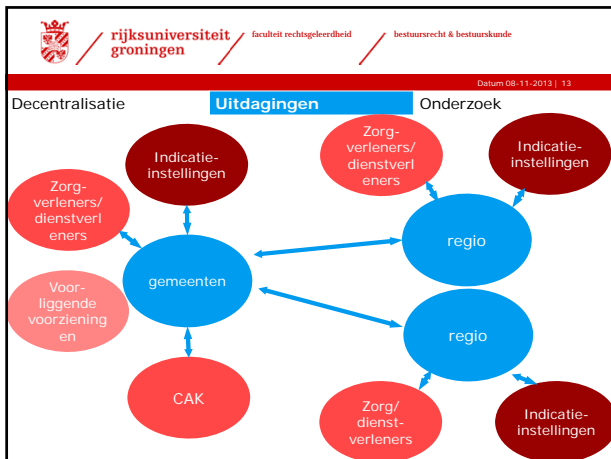 rijksuniversiteit
groningen
faculteit rechtsgeleerdheid
bestuursrecht & bestuurskunde
Datum 08-11-2013 | 13
Decentralisatie
Uitdagingen
Onderzoek
Indicatie-
instellingen
Zorg-
verleners/
dienstverl
eners
gemeenten
Voor-
liggende
voorziening
en
CAK
Zorg-
verleners/
dienstverl
eners
Indicatie-
instellingen
regio
regio
Zorg/
dienst-
verleners
Indicatie-
instellingen